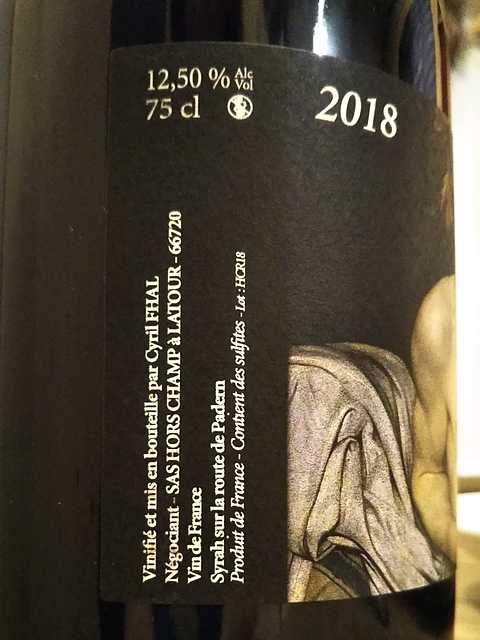 12,50 % Alc Vol
75 cl
2018
Vinifié et mis en bouteille par Cyril FHAL
Négociant - SAS HORS CHAMP à LATOUR - 66720
Vin de France
Syrah sur la route de Padern
Produit de France - Contient des sulfites - Lot : HCR18